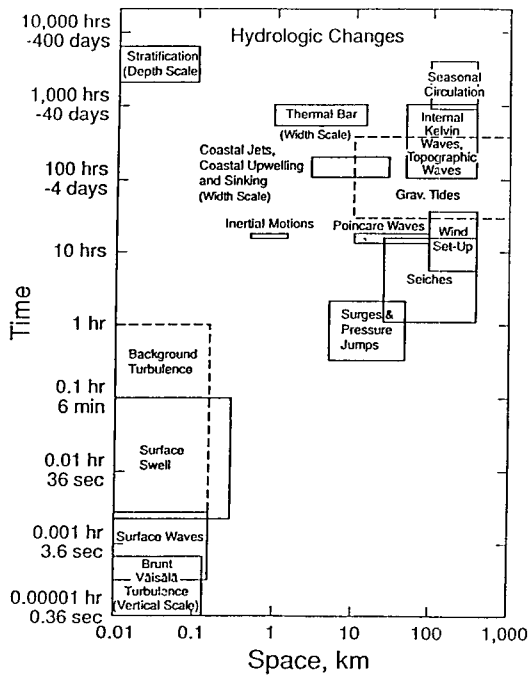 10,000 hrs
-400 days
Hydrologic Changes
Stratification
(Depth Scale)
Seasonal
Circulation
1,000 hrs
-40 days
Thermal Bar
(Width Scale)
Internal
Kelvin
Waves,
Topographic
Waves
Coastal Jets,
Coastal Upwelling
and Sinking
(Width Scale)
100 hrs
-4 days
Grav. Tides
Inertial Motions
Poincare Waves
Wind
Set-Up
10 hrs
Seiches
Time
1 hr
Surges &
Pressure
Jumps
Background
Turbulence
0.1 hr
6 min
Surface
Swell
0.01 hr
36 sec
0.001 hr
3.6 sec
Surface Waves
Brunt
Väisälä
Turbulence
(Vertical Scale)
0.00001 hr
0.36 sec
0.01
0.1
1
10
100
1,000
Space, km